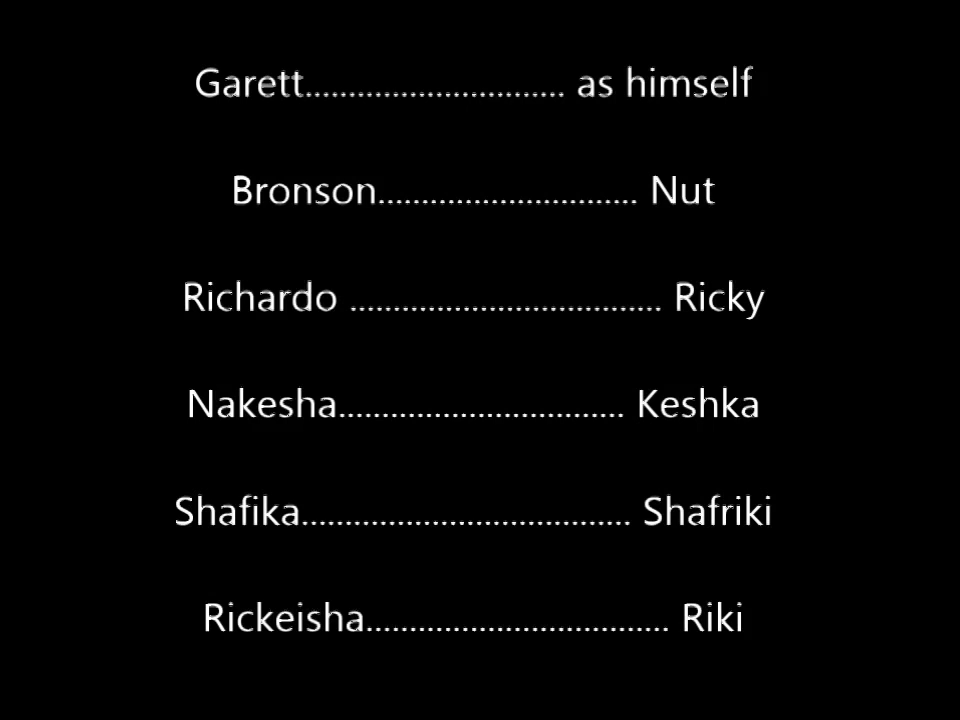 Garett.............................. as himself
Bronson.............................. Nut
Richardo .................................... Ricky
Nakesha................................. Keshka
Shafika...................................... Shafriki
Rickeisha................................... Riki